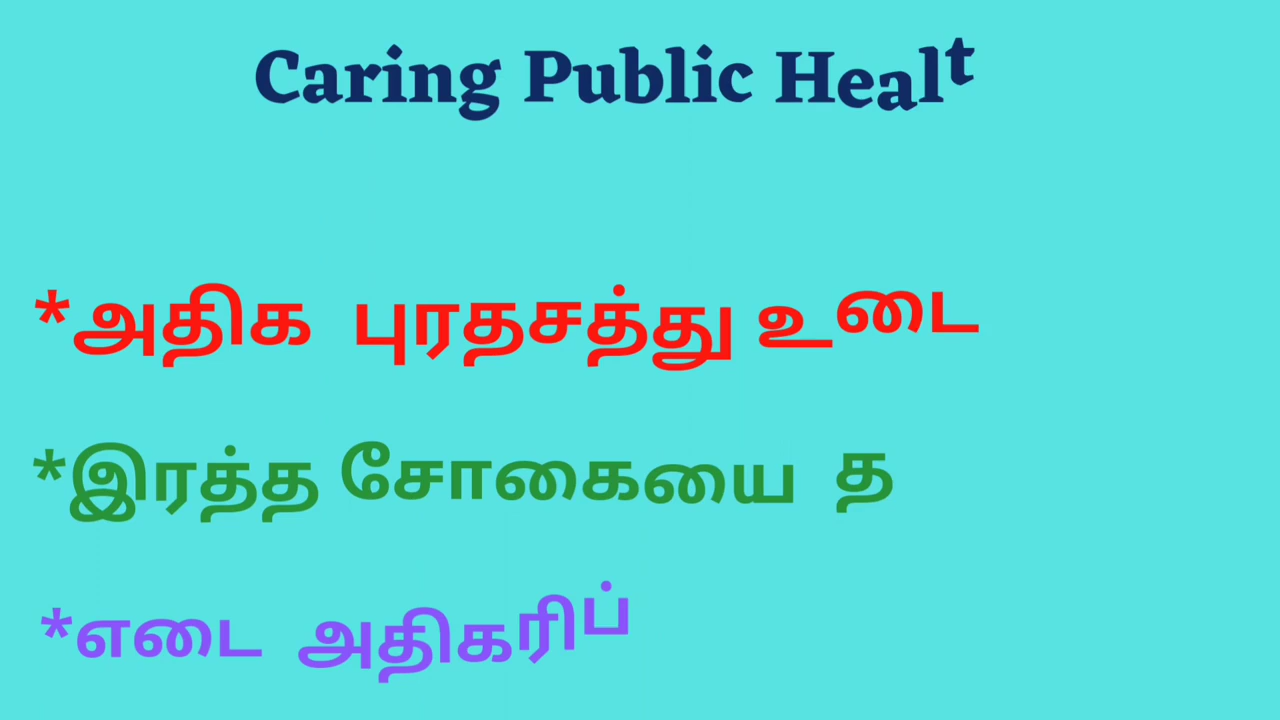 Caring Public Healt
*அதிக புரதசத்து உடை
*இரத்த சோகையை த
*எடை அதிகரிப்